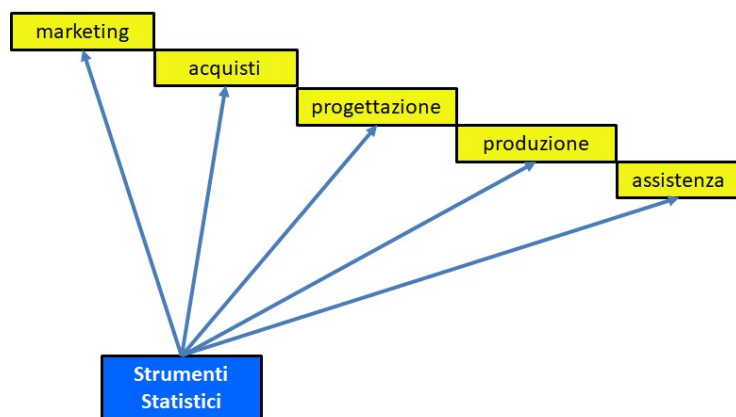 marketing
acquisti
progettazione
produzione
assistenza
Strumenti
Statistici